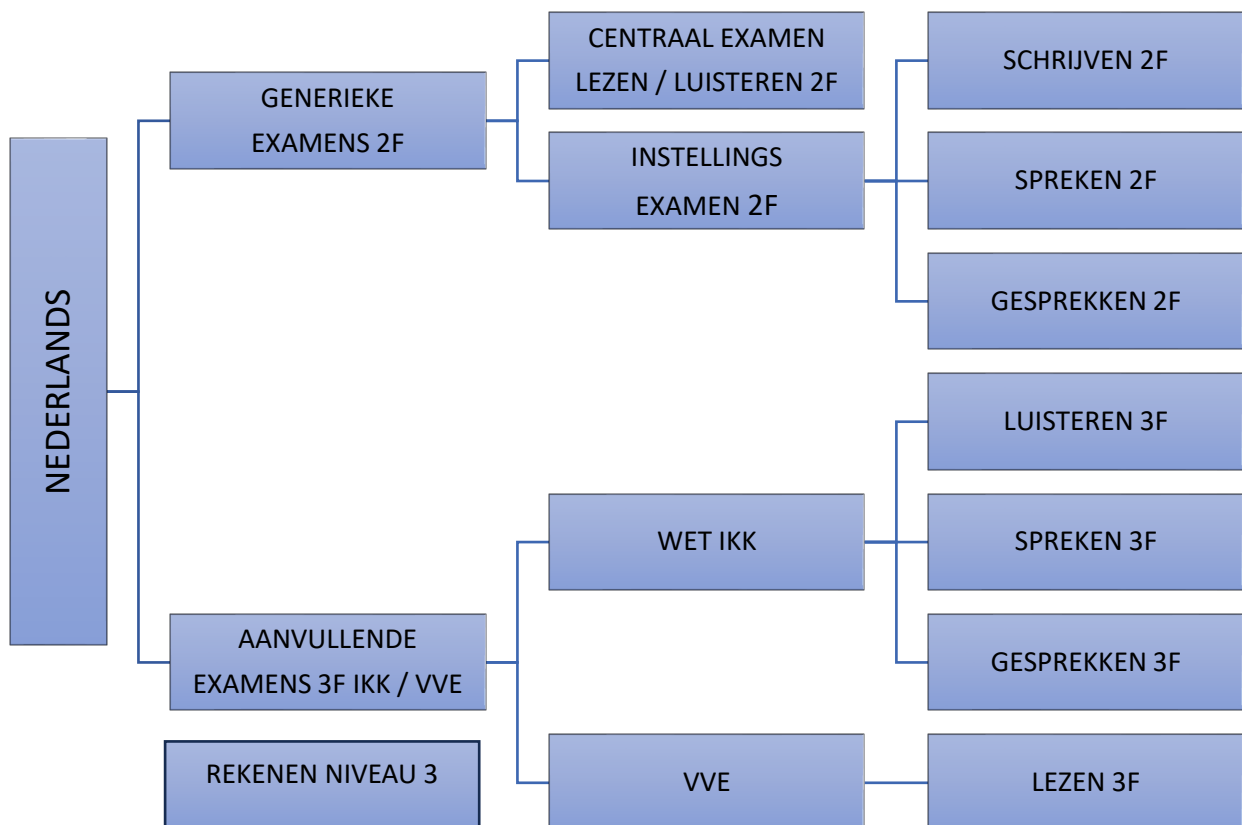 NEDERLANDS
GENERIEKE
EXAMENS 2F
CENTRAAL EXAMEN
LEZEN / LUISTEREN 2F
INSTELLINGS
EXAMEN 2F
SCHRIJVEN 2F
SPREKEN 2F
GESPREKKEN 2F
AANVULLENDE
EXAMENS 3F IKK / VVE
WET IKK
LUISTEREN 3F
SPREKEN 3F
GESPREKKEN 3F
VVE
LEZEN 3F
REKENEN NIVEAU 3